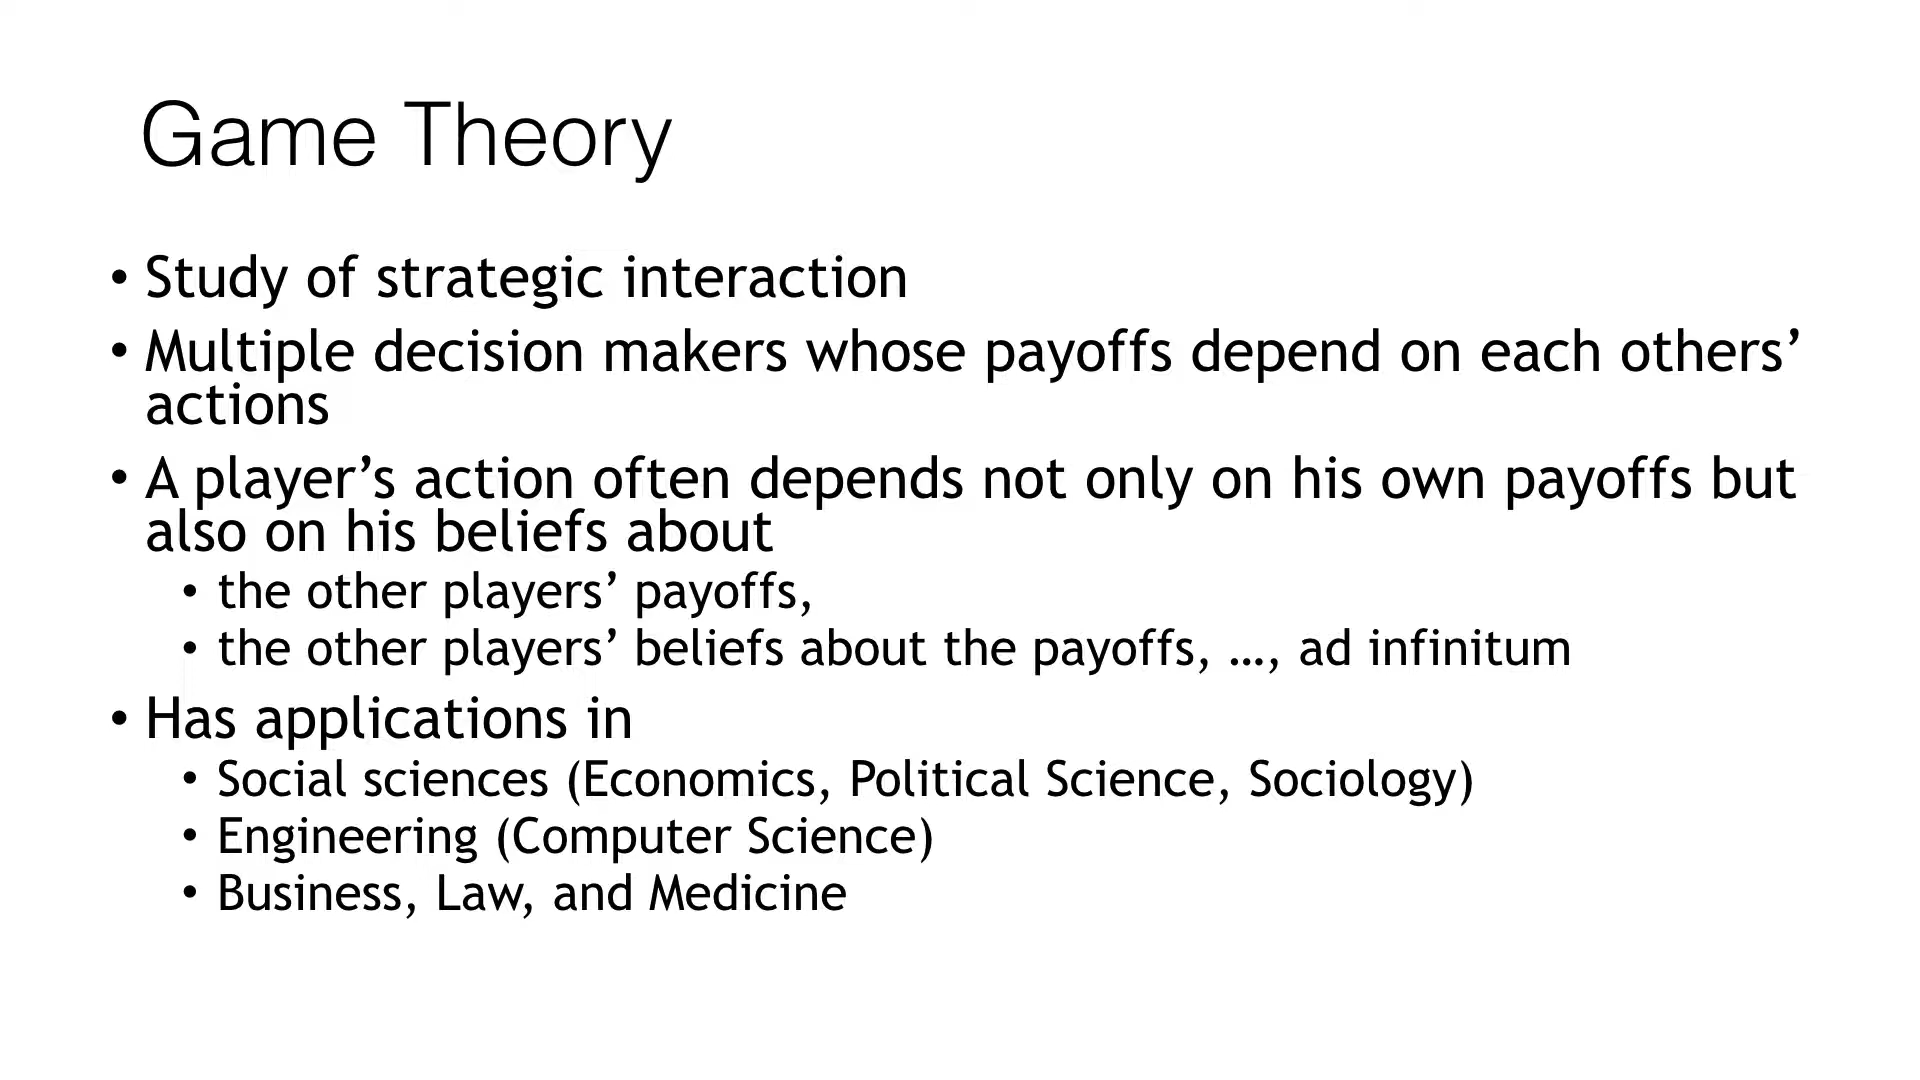 Game Theory
• Study of strategic interaction
• Multiple decision makers whose payoffs depend on each others’
actions
• A player’s action often depends not only on his own payoffs but
also on his beliefs about
• the other players’ payoffs,
• the other players’ beliefs about the payoffs, …, ad infinitum
• Has applications in
• Social sciences (Economics, Political Science, Sociology)
• Engineering (Computer Science)
• Business, Law, and Medicine